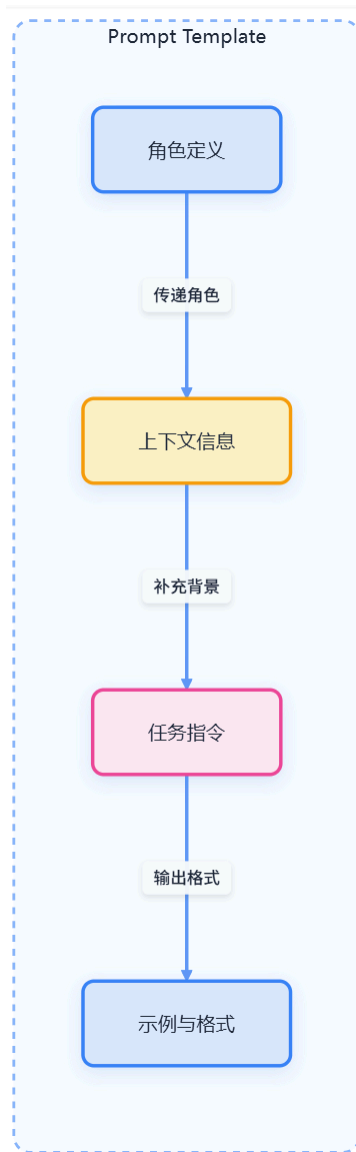 Prompt Template
角色定义
传递角色
上下文信息
补充背景
任务指令
输出格式
示例与格式